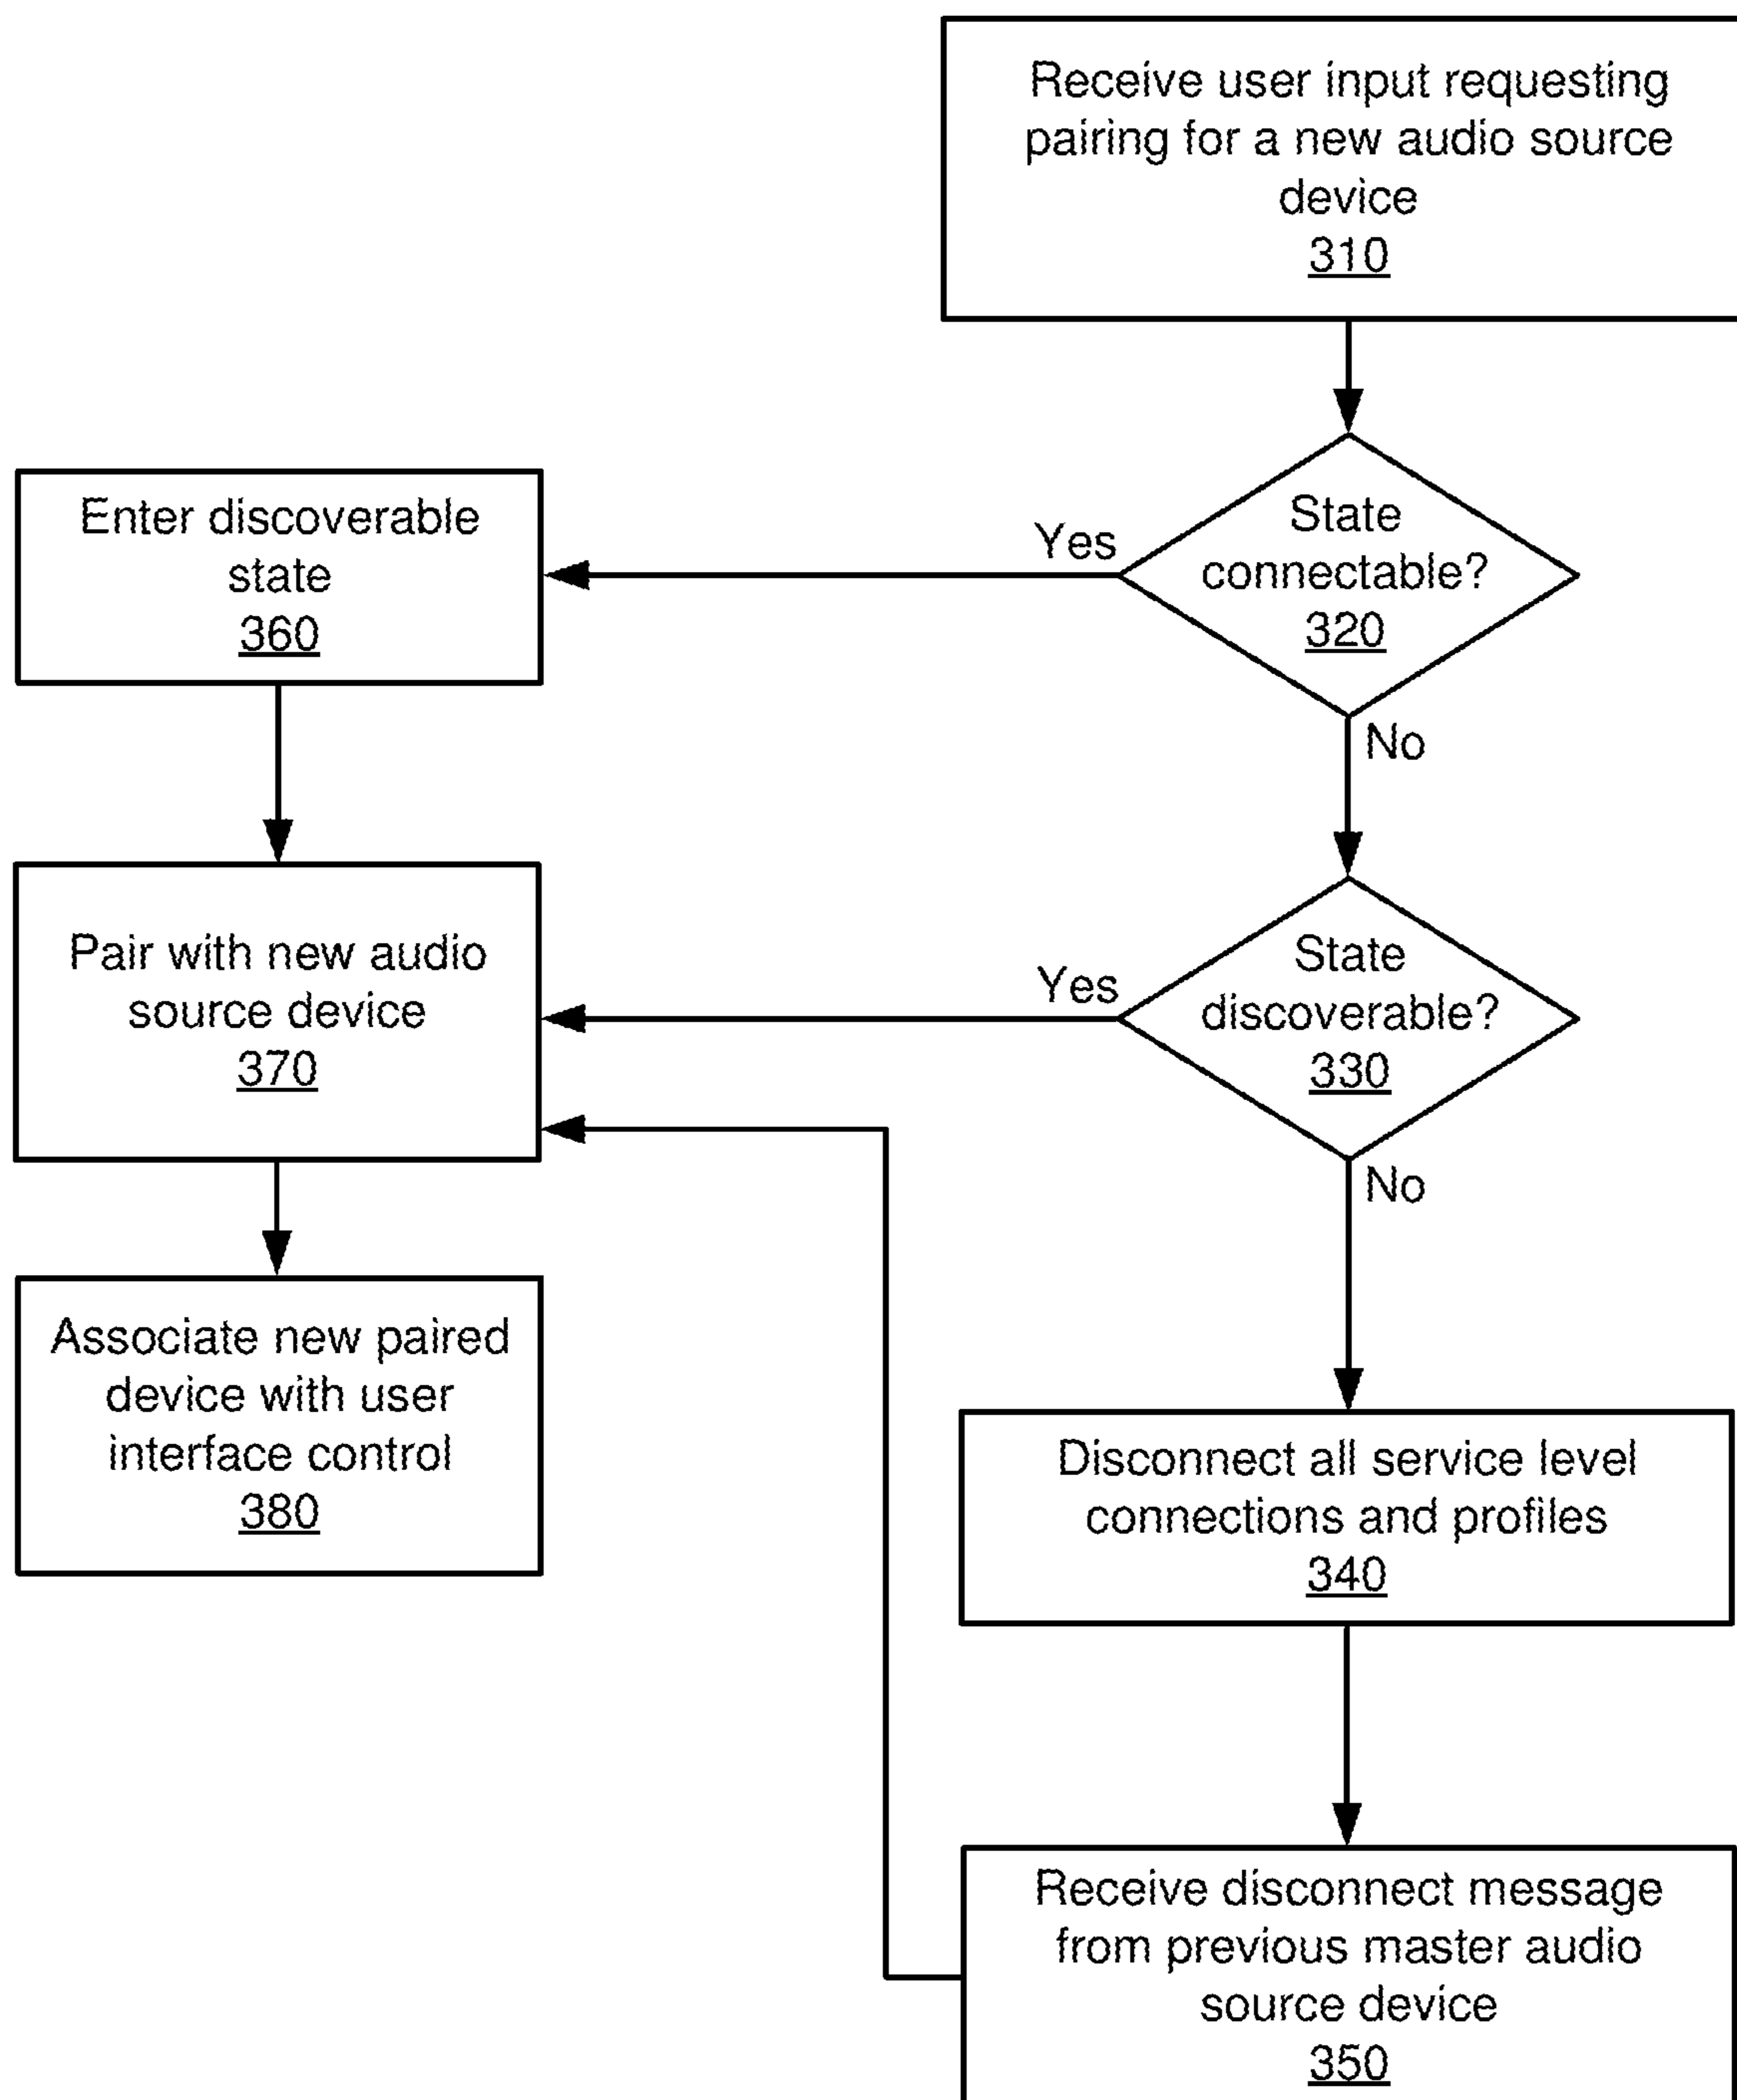 Receive user input requesting
pairing for a new audio source
device
310
State
connectable?
320
Yes
No
Enter discoverable
state
360
State
discoverable?
330
Yes
No
Pair with new audio
source device
370
Associate new paired
device with user
interface control
380
Disconnect all service level
connections and profiles
340
Receive disconnect message
from previous master audio
source device
350